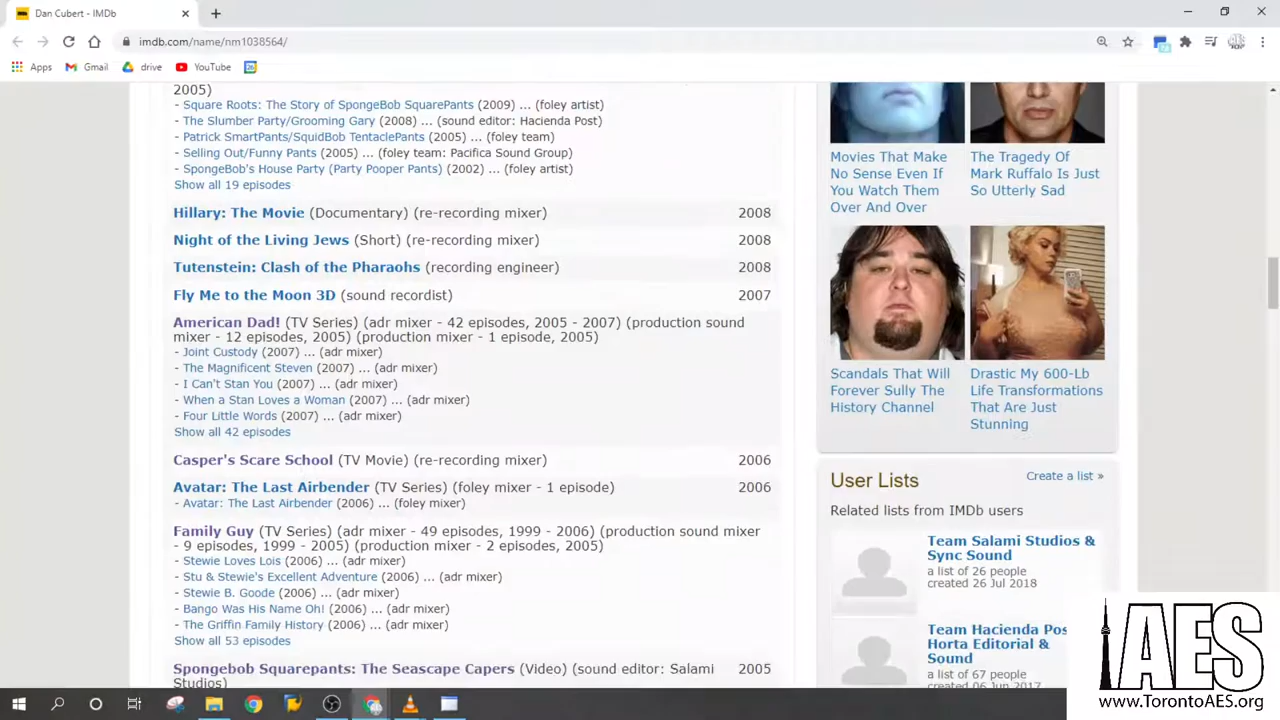 Dan Cubert - IMDb
imdb.com/name/nm1038564/
Apps Gmail drive YouTube
2005)
- Square Roots: The Story of SpongeBob SquarePants (2009) ... (foley artist)
- The Slumber Party/Grooming Gary (2008) ... (sound editor: Hacienda Post)
- Patrick SmartPants/SquidBob TentaclePants (2005) ... (foley team)
- Selling Out/Funny Pants (2005) ... (foley team: Pacifica Sound Group)
- SpongeBob's House Party (Party Pooper Pants) (2002) ... (foley artist)
Show all 19 episodes
Hillary: The Movie (Documentary) (re-recording mixer) 2008
Night of the Living Jews (Short) (re-recording mixer) 2008
Tutenstein: Clash of the Pharaohs (recording engineer) 2008
Fly Me to the Moon 3D (sound recordist) 2007
American Dad! (TV Series) (adr mixer - 42 episodes, 2005 - 2007) (production sound
mixer - 12 episodes, 2005) (production mixer - 1 episode, 2005)
- Joint Custody (2007) ... (adr mixer)
- The Magnificent Steven (2007) ... (adr mixer)
- I Can't Stan You (2007) ... (adr mixer)
- When a Stan Loves a Woman (2007) ... (adr mixer)
- Four Little Words (2007) ... (adr mixer)
Show all 42 episodes
Casper's Scare School (TV Movie) (re-recording mixer) 2006
Avatar: The Last Airbender (TV Series) (foley mixer - 1 episode) 2006
- Avatar: The Last Airbender (2006) ... (foley mixer)
Family Guy (TV Series) (adr mixer - 49 episodes, 1999 - 2006) (production sound mixer
- 9 episodes, 1999 - 2005) (production mixer - 2 episodes, 2005)
- Stewie Loves Lois (2006) ... (adr mixer)
- Stu & Stewie's Excellent Adventure (2006) ... (adr mixer)
- Stewie B. Goode (2006) ... (adr mixer)
- Bango Was His Name Oh! (2006) ... (adr mixer)
- The Griffin Family History (2006) ... (adr mixer)
Show all 53 episodes
Spongebob Squarepants: The Seascape Capers (Video) (sound editor: Salami 2005
Studios)
Movies That Make
No Sense Even If
You Watch Them
Over And Over
The Tragedy Of
Mark Ruffalo Is Just
So Utterly Sad
Scandals That Will
Forever Sully The
History Channel
Drastic My 600-Lb
Life Transformations
That Are Just
Stunning
User Lists Create a list »
Related lists from IMDb users
Team Salami Studios &
Sync Sound
a list of 26 people
created 26 Jul 2018
Team Hacienda Pos
Horta Editorial &
Sound
a list of 67 people
created 06 Jun 2017
AES
www.TorontoAES.org